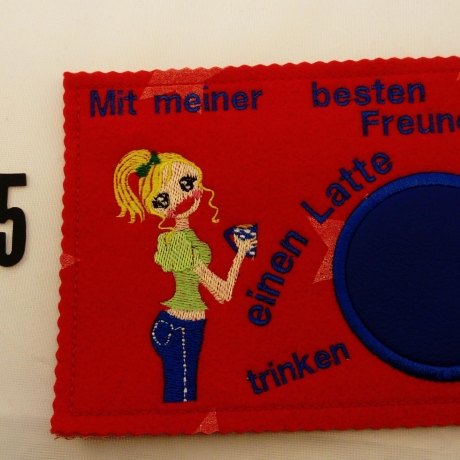 Mit meiner besten
Freun
einen Latte
trinken
5